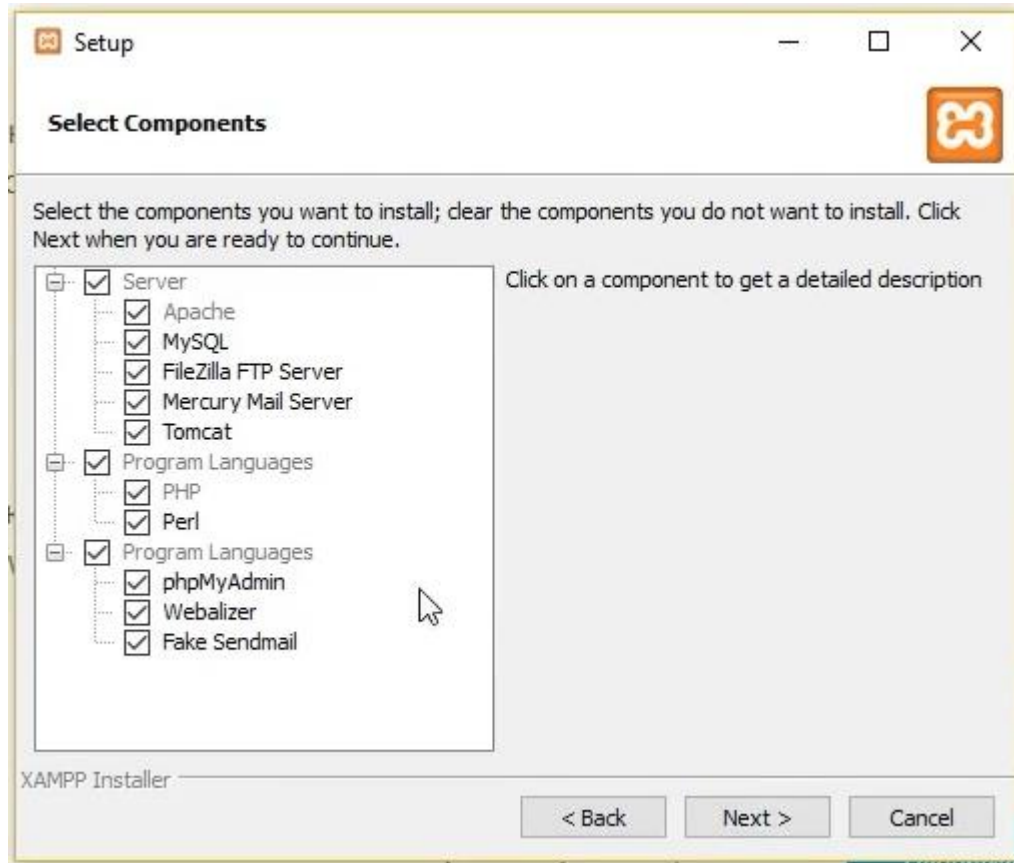 Setup
Select Components
Select the components you want to install; clear the components you do not want to install. Click
Next when you are ready to continue.
Server
Apache
MySQL
FileZilla FTP Server
Mercury Mail Server
Tomcat
Program Languages
PHP
Perl
Program Languages
phpMyAdmin
Webalizer
Fake Sendmail
Click on a component to get a detailed description
XAMPP Installer
< Back
Next >
Cancel